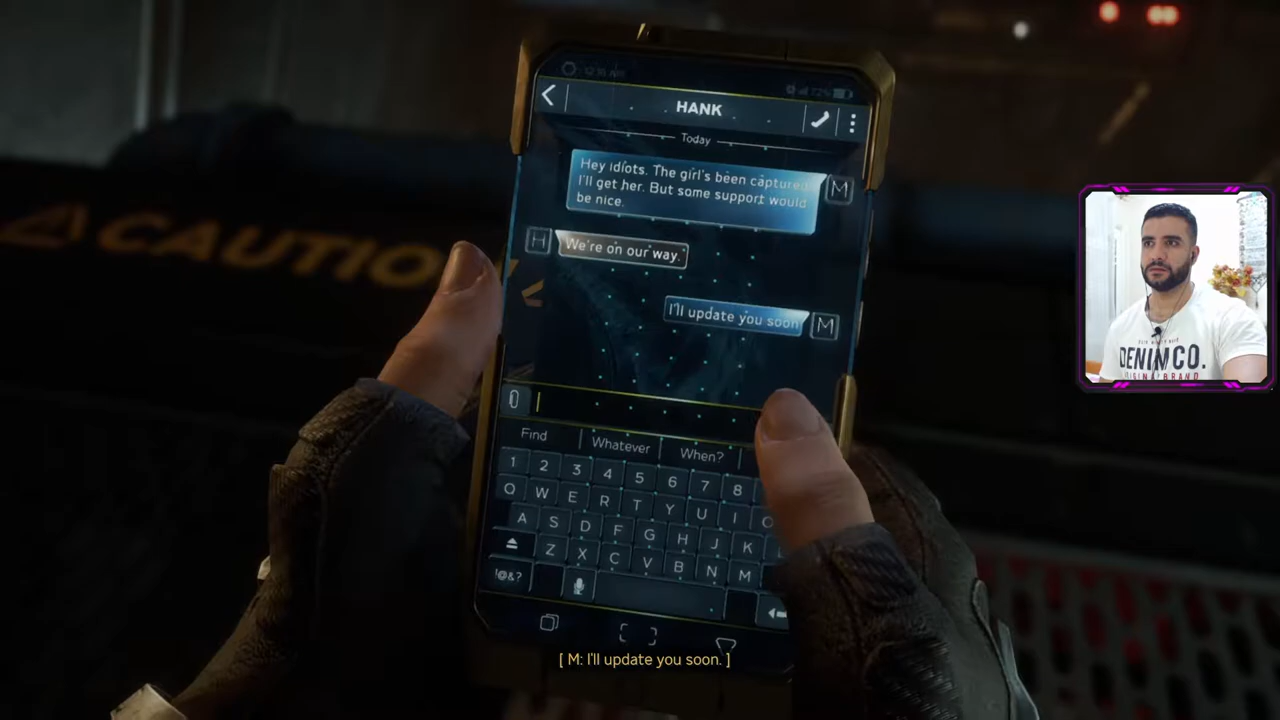 HANK
Today
Hey idiots. The girl's been captured
I'll get her. But some support would
be nice.
M
H
We're on our way.
I'll update you soon
M
CAUTION
Find
Whatever
When?
1 2 3 4 5 6 7 8
Q W E R T Y U I O
A S D F G H J K
Z X C V B N M
!@&?
[ M: I'll update you soon. ]
DENIM CO.
ORIGINAL BRAND